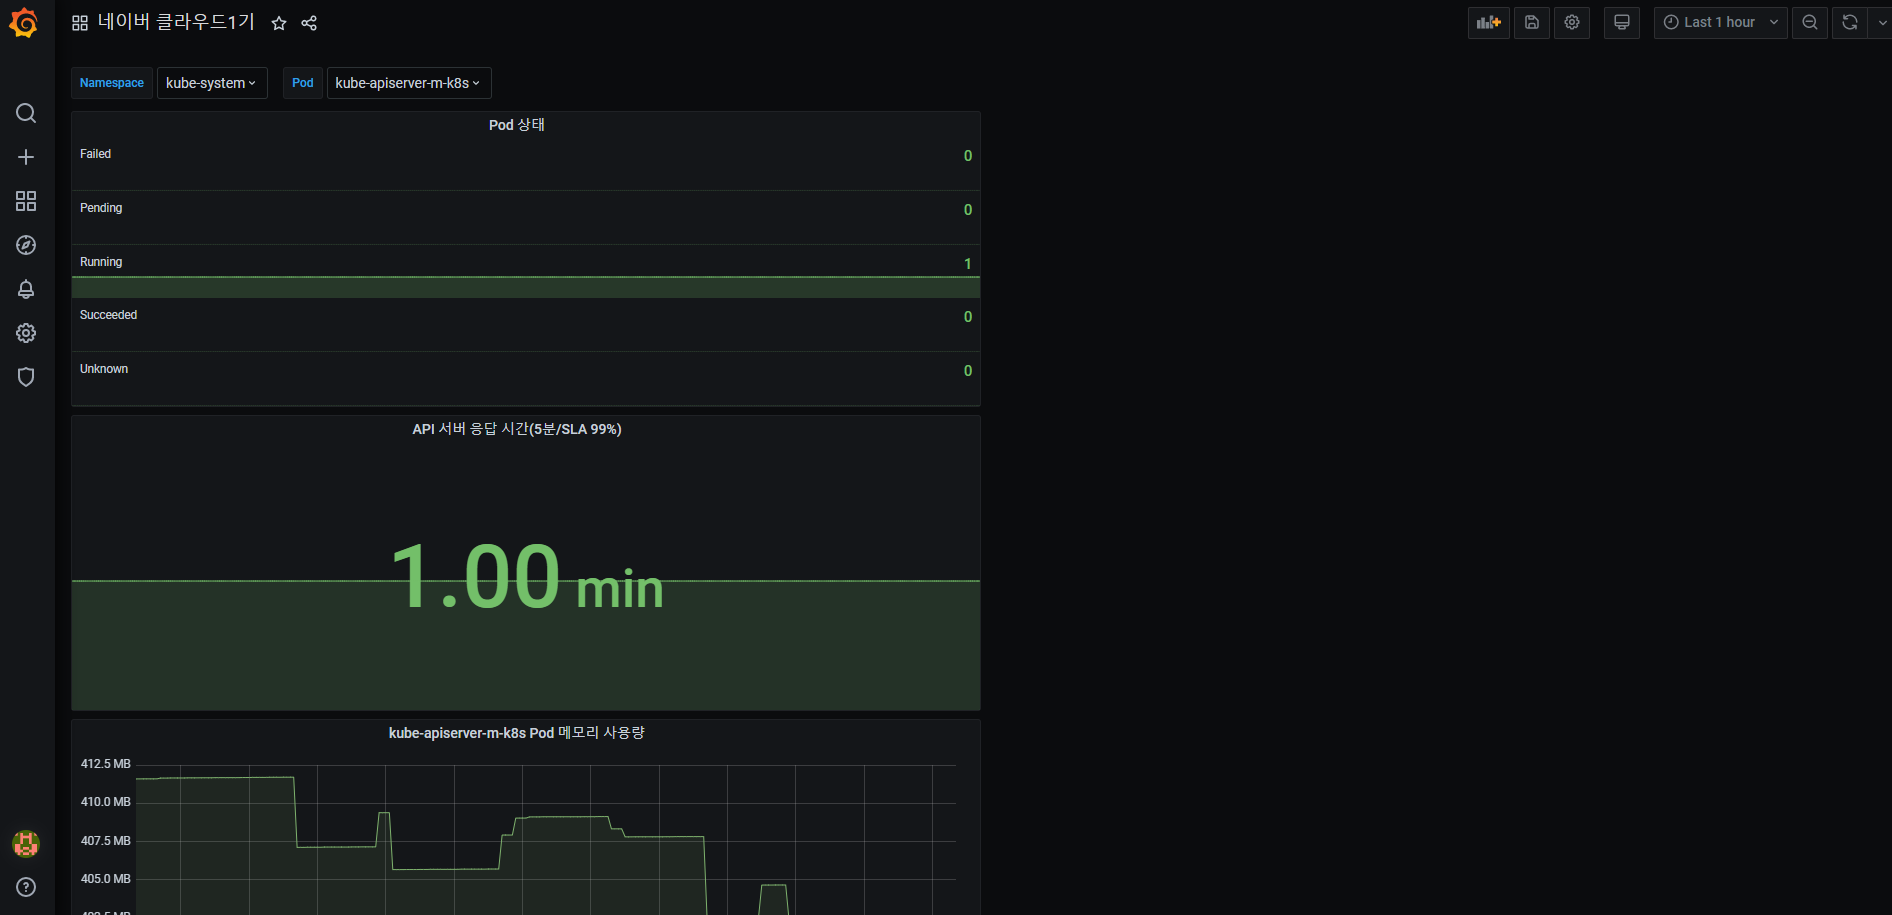 네이버 클라우드1기
Last 1 hour
Namespace kube-system Pod kube-apiserver-m-k8s
Pod 상태
Failed 0
Pending 0
Running 1
Succeeded 0
Unknown 0
API 서버 응답 시간(5분/SLA 99%)
1.00 min
kube-apiserver-m-k8s Pod 메모리 사용량
412.5 MB
410.0 MB
407.5 MB
405.0 MB